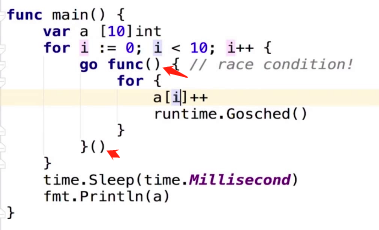 func main() {
    var a [10]int
    for i := 0; i < 10; i++ {
        go func() { // race condition!
            for {
                a[i]++
                runtime.Gosched()
            }
        }()
    }
    time.Sleep(time.Millisecond)
    fmt.Println(a)
}